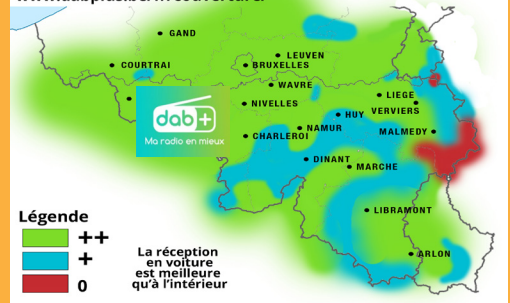 GAND
COURTRAI
LEUVEN
BRUXELLES
WAVRE
NIVELLES
LIEGE
VERVIERS
HUY
NAMUR
MALMEDY
CHARLEROI
DINANT
MARCHE
LIBRAMONT
ARLON
dab+
Ma radio en mieux
Légende
++
+
0
La réception
en voiture
est meilleure
qu'à l'intérieur